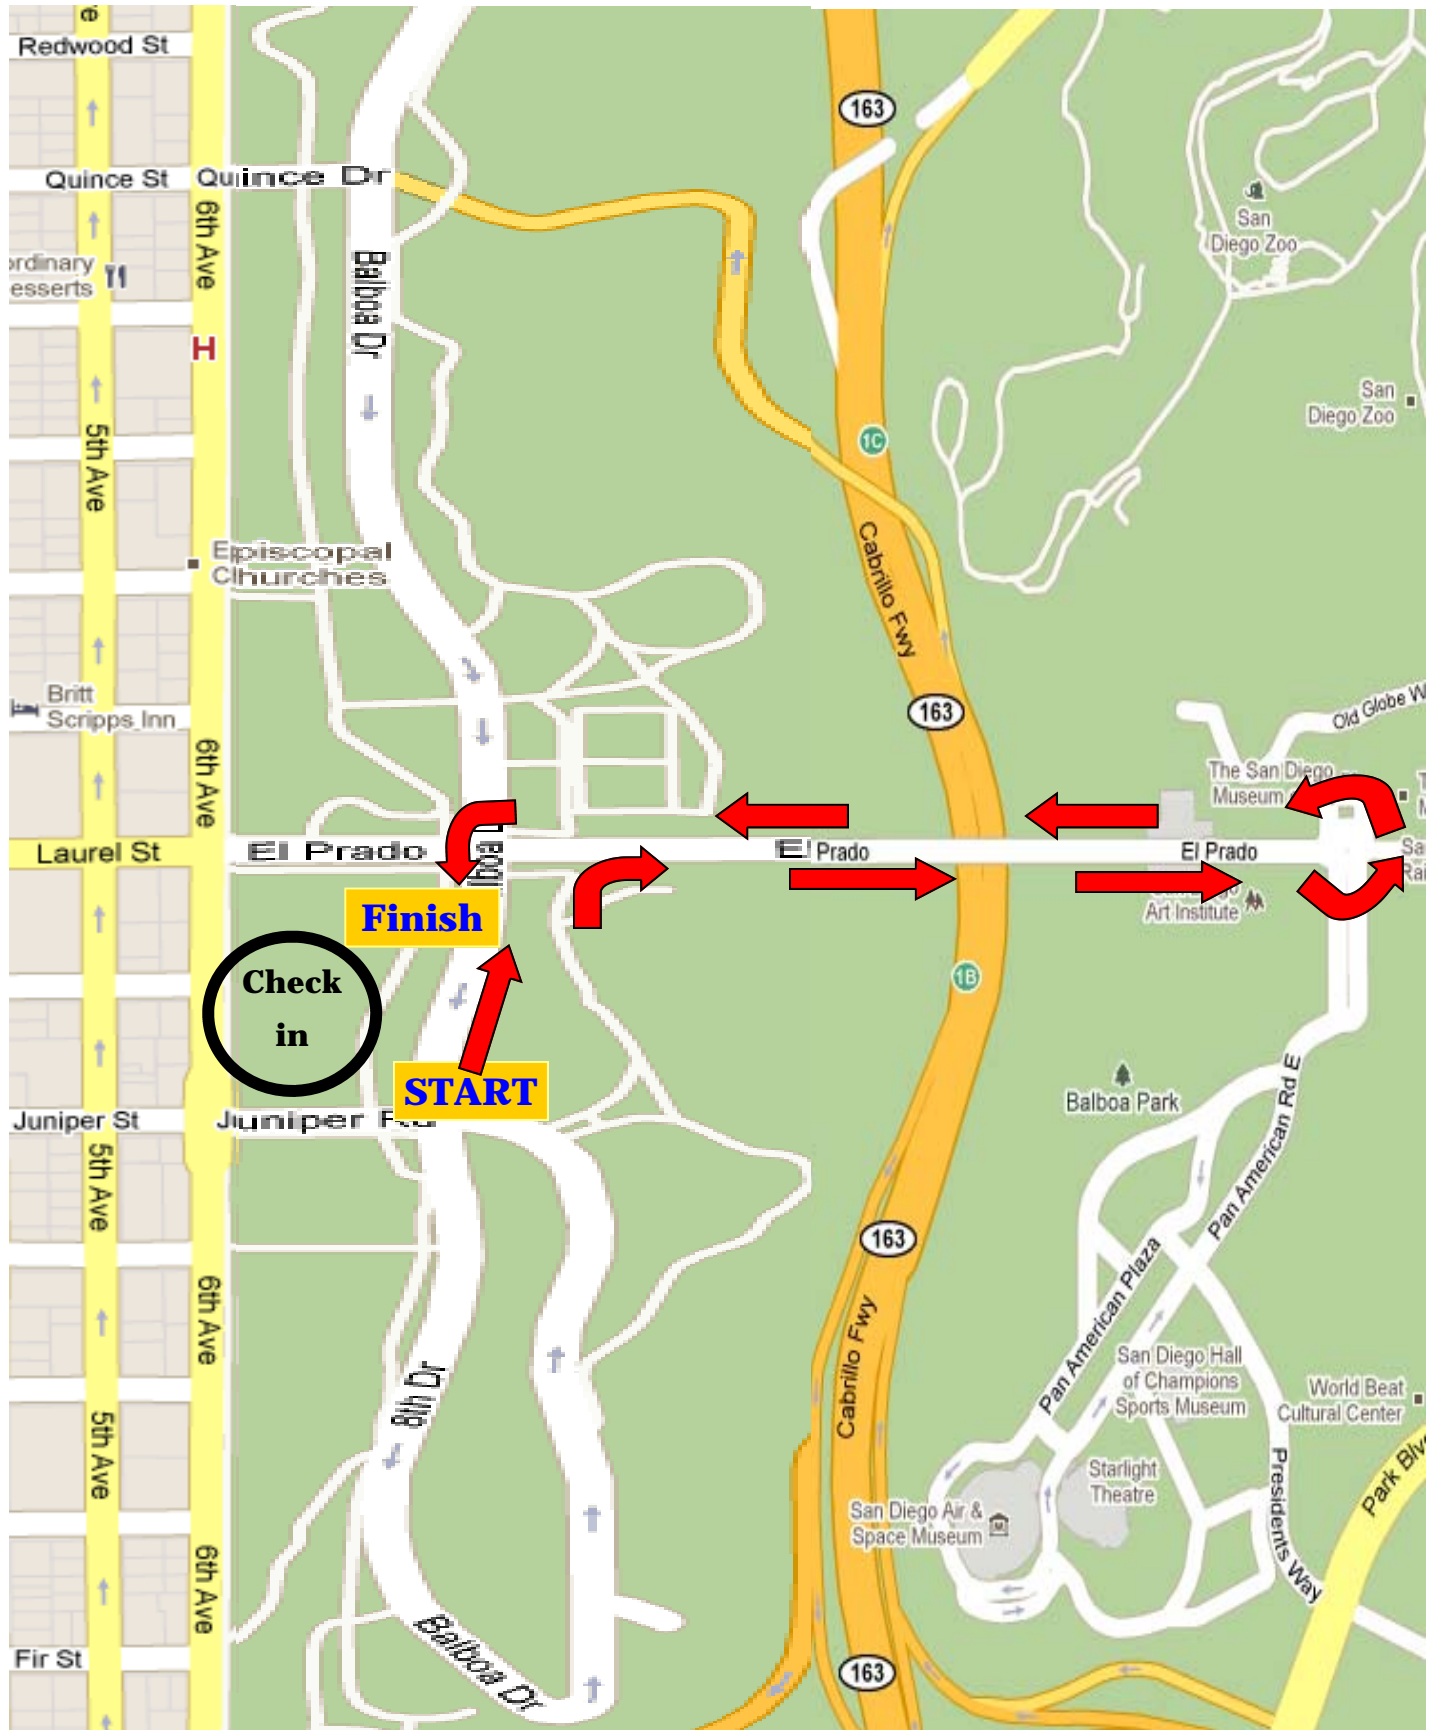 Redwood St
163
Quince St
Quince Dr
6th Ave
San
Diego Zoo
Balboa Dr
H
San
Diego Zoo
5th Ave
1C
Cabrillo Fwy
Episcopal
Churches
Britt
Scripps Inn
163
Old Globe W
6th Ave
The San Diego
Museum
Laurel St
El Prado
El Prado
El Prado
Art Institute
Finish
Check
in
1B
START
Balboa Park
Juniper St
Juniper Rd
Pan American Rd E
5th Ave
163
Pan American Plaza
6th Ave
Cabrillo Fwy
8th Dr
San Diego Hall
of Champions
Sports Museum
World Beat
Cultural Center
5th Ave
Starlight
Theatre
Presidents Way
Park Blv
San Diego Air &
Space Museum
6th Ave
Balboa Dr
Fir St
163